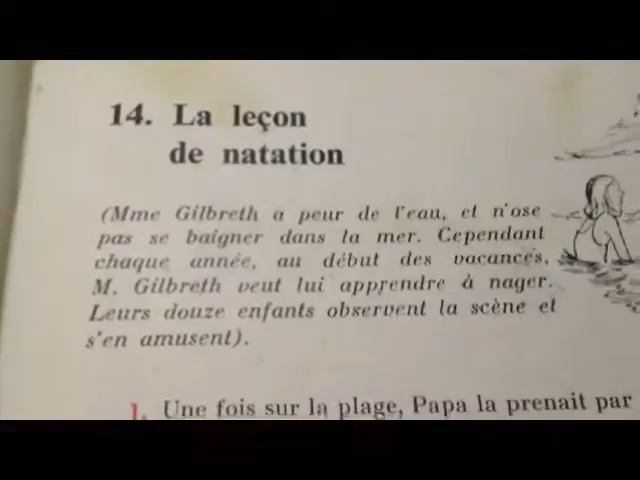 14. La leçon
de natation
(Mme Gilbreth a peur de l'eau, et n'ose
pas se baigner dans la mer. Cependant
chaque année, au début des vacances,
M. Gilbreth veut lui apprendre à nager.
Leurs douze enfants observent la scène et
s'en amusent).
1. Une fois sur la plage, Papa la prenait par